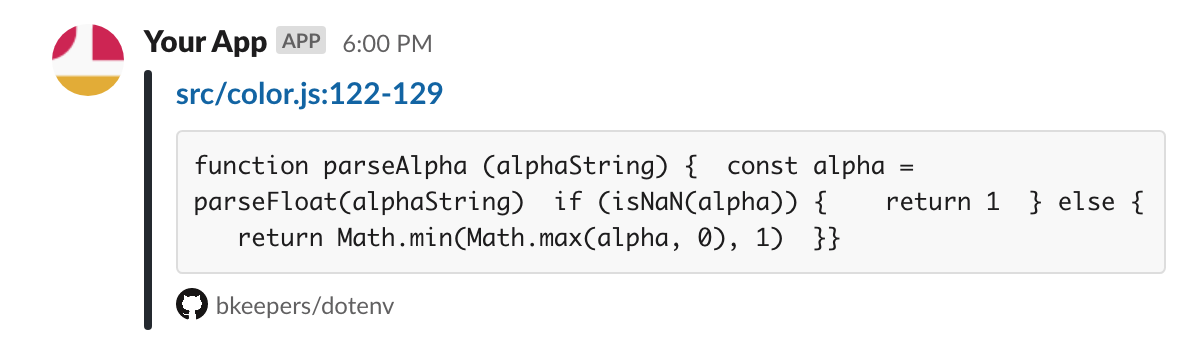 Your App APP 6:00 PM
src/color.js:122-129
function parseAlpha (alphaString) {  const alpha =
parseFloat(alphaString)  if (isNaN(alpha)) {    return 1  } else {
   return Math.min(Math.max(alpha, 0), 1)  }}
bkeepers/dotenv